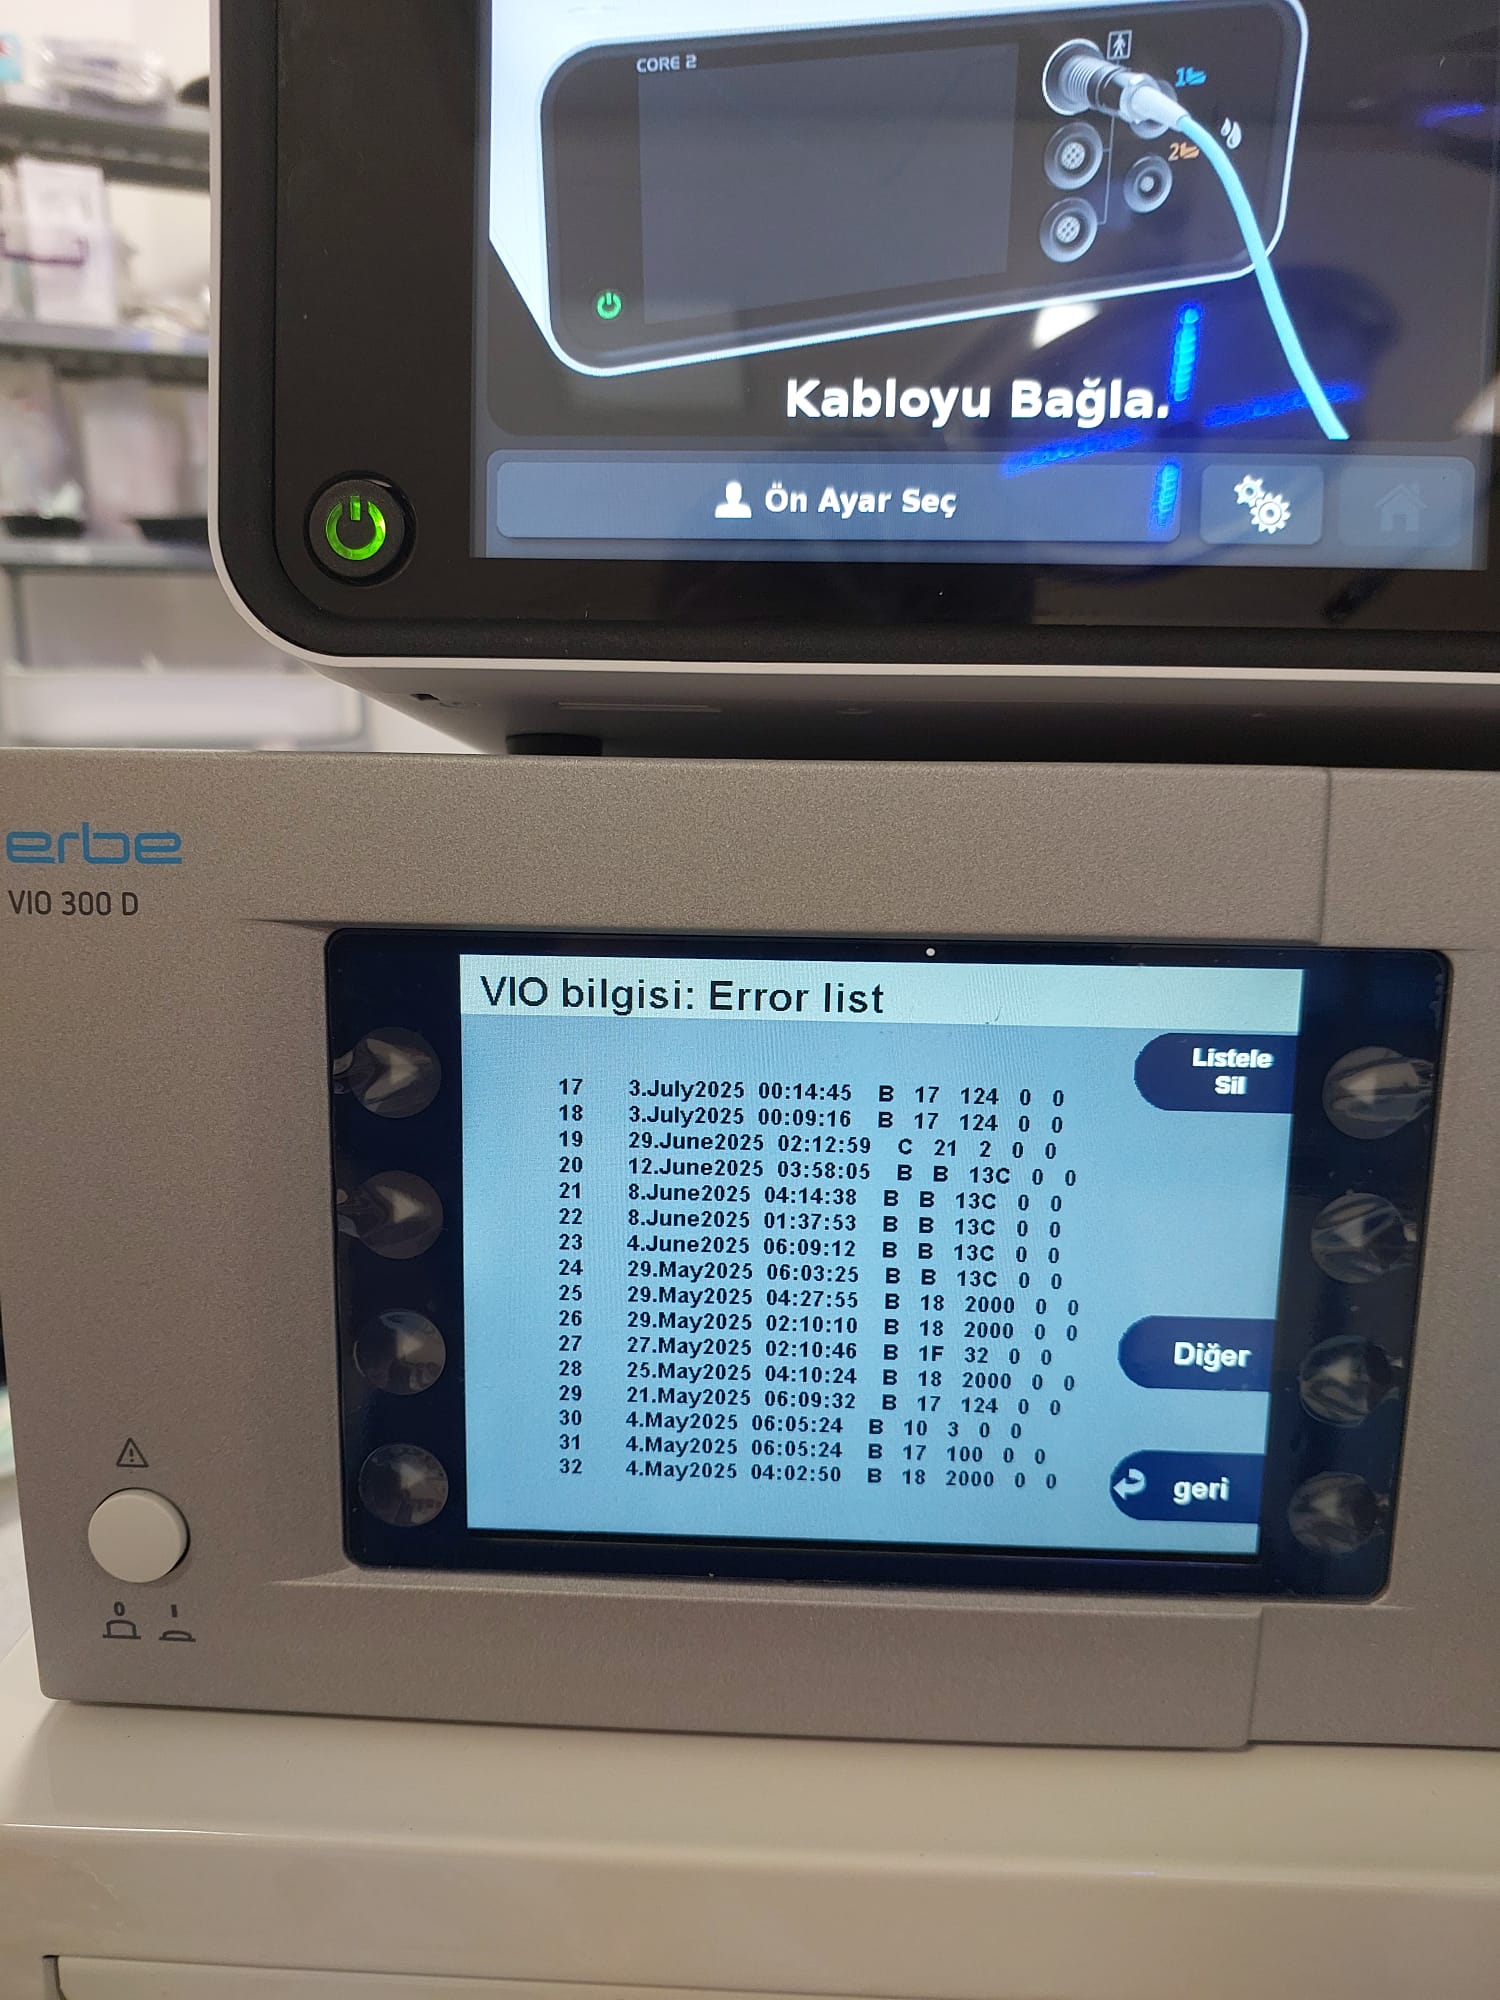 CORE 2
1
2
Kabloyu Bağla.
Ön Ayar Seç
erbe
VIO 300 D
VIO bilgisi: Error list
Listele
Sil
17 3.July2025 00:14:45 B 17 124 0 0
18 3.July2025 00:09:16 B 17 124 0 0
19 29.June2025 02:12:59 C 21 2 0 0
20 12.June2025 03:58:05 B B 13C 0 0
21 8.June2025 04:14:38 B B 13C 0 0
22 8.June2025 01:37:53 B B 13C 0 0
23 4.June2025 06:09:12 B B 13C 0 0
24 29.May2025 06:03:25 B B 13C 0 0
25 29.May2025 04:27:55 B 18 2000 0 0
26 29.May2025 02:10:10 B 18 2000 0 0
27 27.May2025 02:10:46 B 1F 32 0 0
28 25.May2025 04:10:24 B 18 2000 0 0
29 21.May2025 06:09:32 B 17 124 0 0
30 4.May2025 06:05:24 B 10 3 0 0
31 4.May2025 06:05:24 B 17 100 0 0
32 4.May2025 04:02:50 B 18 2000 0 0
Diğer
geri
0 I